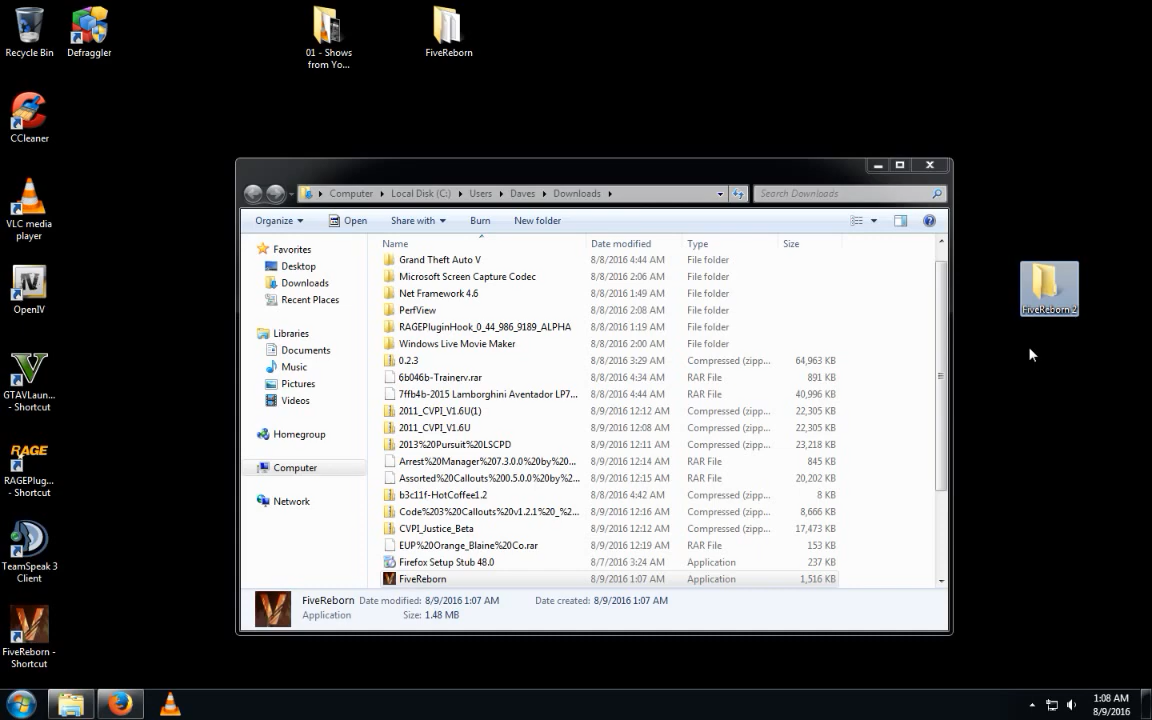 Recycle Bin
Defraggler
01 - Shows
from Yo...
FiveReborn
CCleaner
VLC media
player
OpenIV
GTAVLaun...
- Shortcut
RAGE
RAGEPlug...
- Shortcut
TeamSpeak 3
Client
FiveReborn -
Shortcut
FiveReborn 2
Computer
Local Disk (C:)
Users
Daves
Downloads
Search Downloads
Organize
Open
Share with
Burn
New folder
Favorites
Desktop
Downloads
Recent Places
Libraries
Documents
Music
Pictures
Videos
Homegroup
Computer
Network
Name Date modified Type Size
Grand Theft Auto V 8/8/2016 4:44 AM File folder
Microsoft Screen Capture Codec 8/8/2016 2:06 AM File folder
Net Framework 4.6 8/8/2016 1:49 AM File folder
PerfView 8/8/2016 2:08 AM File folder
RAGEPluginHook_0_44_986_9189_ALPHA 8/8/2016 1:19 AM File folder
Windows Live Movie Maker 8/8/2016 2:00 AM File folder
0.2.3 8/8/2016 3:29 AM Compressed (zipp... 64,963 KB
6b046b-Trainerv.rar 8/8/2016 4:34 AM RAR File 891 KB
7ffb4b-2015 Lamborghini Aventador LP7... 8/8/2016 4:44 AM RAR File 40,996 KB
2011_CVPI_V1.6U(1) 8/9/2016 12:12 AM Compressed (zipp... 22,305 KB
2011_CVPI_V1.6U 8/9/2016 12:08 AM Compressed (zipp... 22,305 KB
2013%20Pursuit%20LSCPD 8/9/2016 12:11 AM Compressed (zipp... 23,218 KB
Arrest%20Manager%207.3.0.0%20by%20... 8/9/2016 12:14 AM RAR File 845 KB
Assorted%20Callouts%200.5.0.0%20by%2... 8/9/2016 12:15 AM RAR File 20,202 KB
b3c11f-HotCoffee1.2 8/8/2016 4:42 AM Compressed (zipp... 8 KB
Code%203%20Callouts%20v1.2.1%20_%2... 8/9/2016 12:16 AM Compressed (zipp... 8,666 KB
CVPI_Justice_Beta 8/9/2016 12:12 AM Compressed (zipp... 17,473 KB
EUP%20Orange_Blaine%20Co.rar 8/9/2016 12:19 AM RAR File 153 KB
Firefox Setup Stub 48.0 8/7/2016 3:24 AM Application 237 KB
FiveReborn 8/9/2016 1:07 AM Application 1,516 KB
FiveReborn Date modified: 8/9/2016 1:07 AM Date created: 8/9/2016 1:07 AM
Application Size: 1.48 MB
1:08 AM
8/9/2016